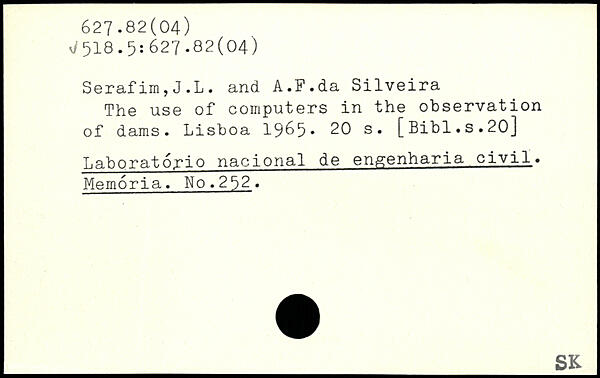 627.82(04)
√518.5:627.82(04)
Serafim,J.L. and A.F.da Silveira
The use of computers in the observation
of dams. Lisboa 1965. 20 s. [Bibl.s.20]
Laboratório nacional de engenharia civil.
Memória. No.252.
SK